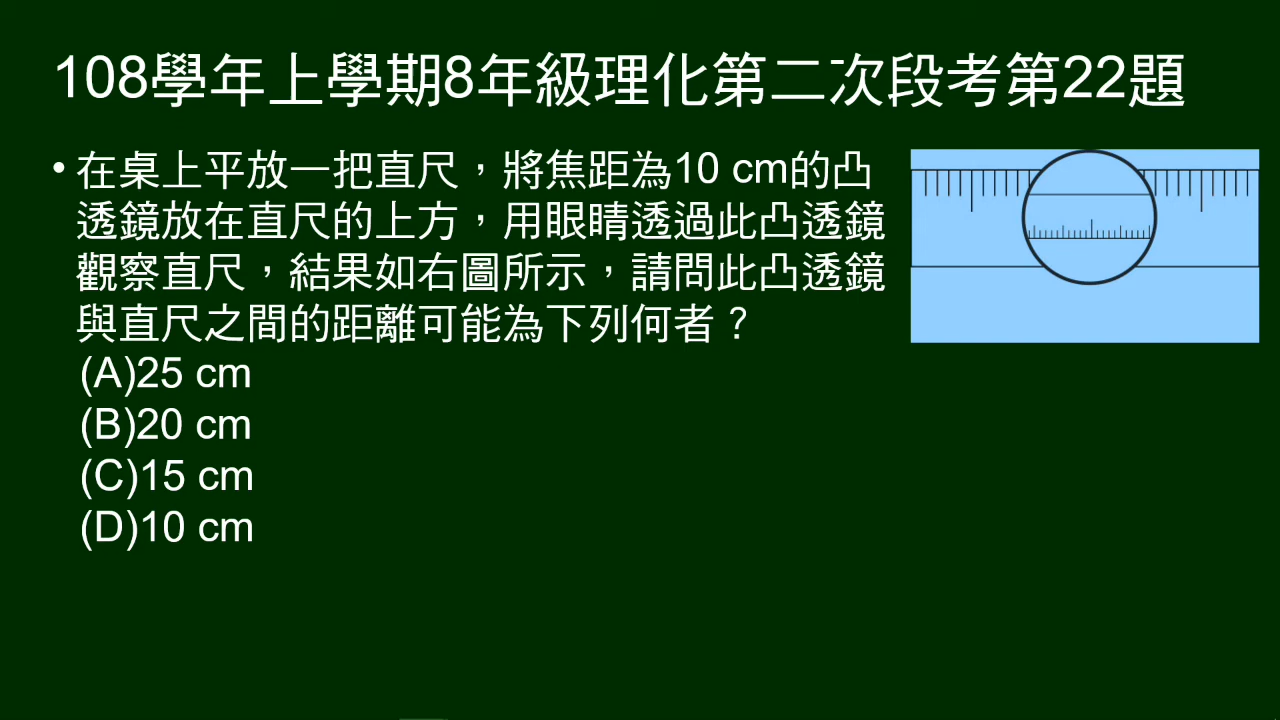 108學年上學期8年級理化第二次段考第22題
• 在桌上平放一把直尺，將焦距為10 cm的凸
透鏡放在直尺的上方，用眼睛透過此凸透鏡
觀察直尺，結果如右圖所示，請問此凸透鏡
與直尺之間的距離可能為下列何者？
(A)25 cm
(B)20 cm
(C)15 cm
(D)10 cm